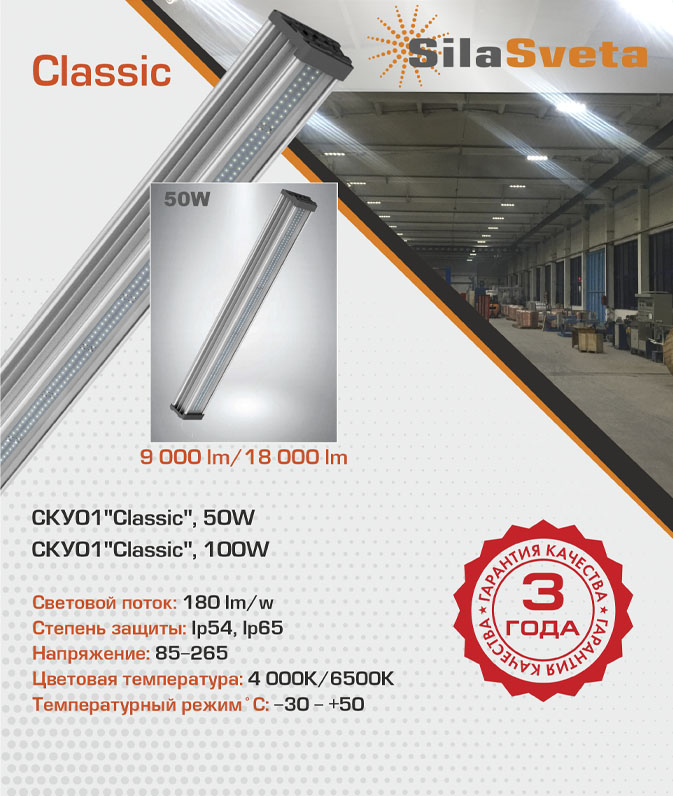 Classic
SilaSveta
50W
9 000 lm/18 000 lm
СКУ01"Classic", 50W
СКУ01"Classic", 100W
Световой поток: 180 lm/w
Степень защиты: Ip54, Ip65
Напряжение: 85–265
Цветовая температура: 4 000K/6500K
Температурный режим°С: –30 – +50
ГАРАНТИЯ КАЧЕСТВА
3
ГОДА
ГАРАНТИЯ КАЧЕСТВА